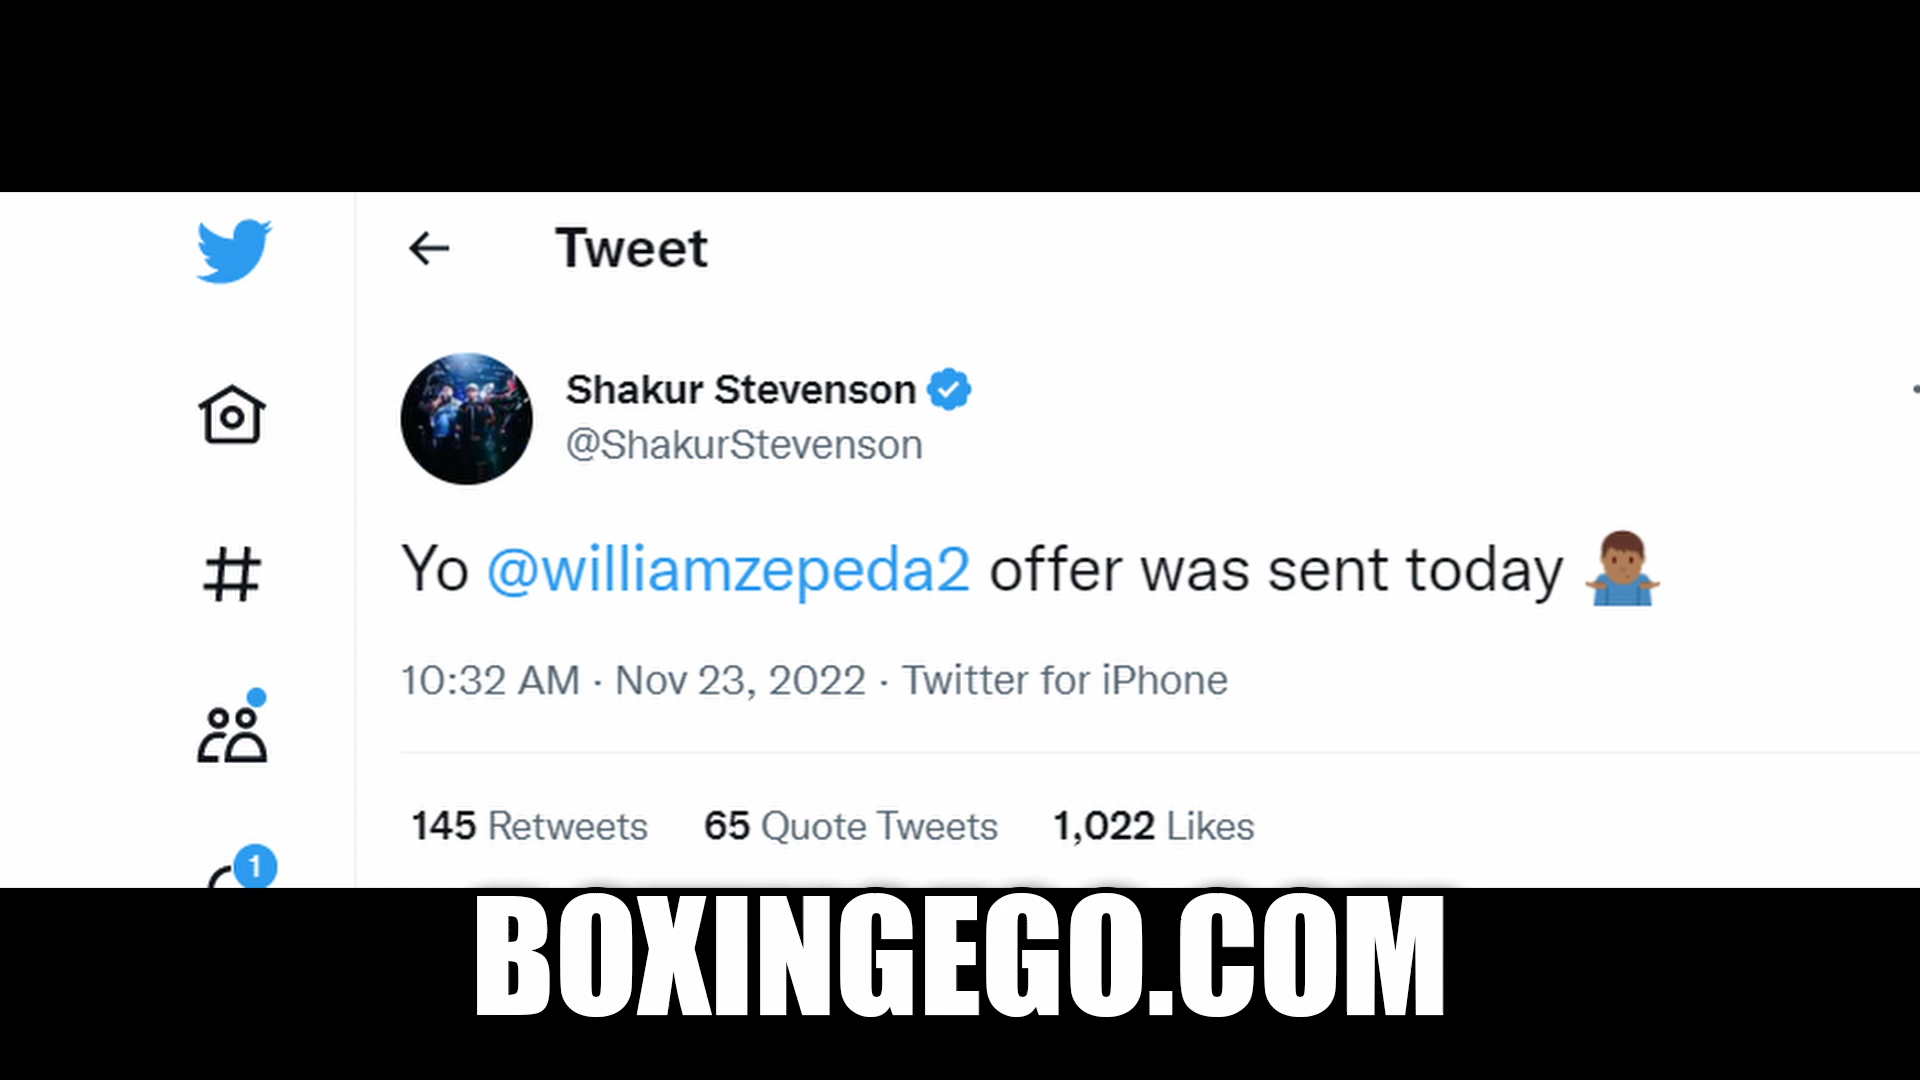 Tweet
Shakur Stevenson
@ShakurStevenson
Yo @williamzepeda2 offer was sent today 🤷🏾‍♂️
10:32 AM · Nov 23, 2022 · Twitter for iPhone
145 Retweets 65 Quote Tweets 1,022 Likes
1
BOXINGEGO.COM